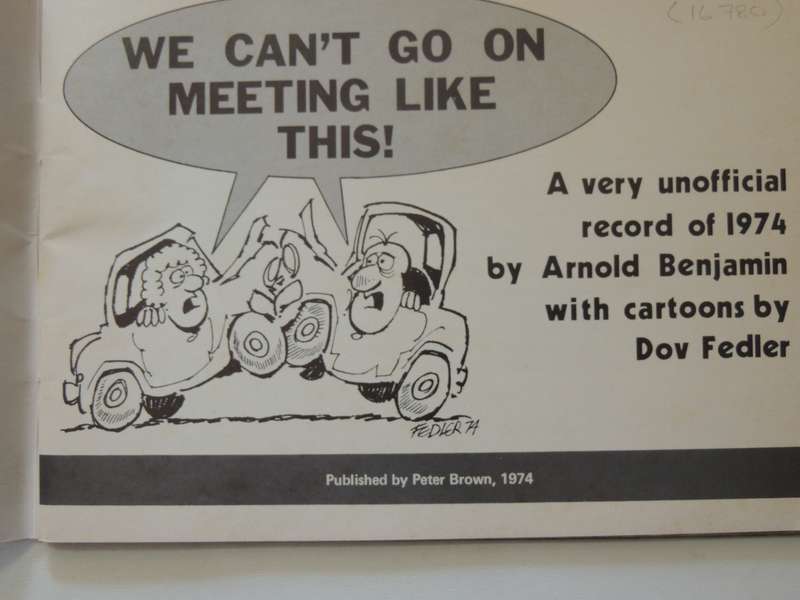 WE CAN'T GO ON
MEETING LIKE
THIS!
A very unofficial
record of 1974
by Arnold Benjamin
with cartoons by
Dov Fedler
FEDLER 74
Published by Peter Brown, 1974